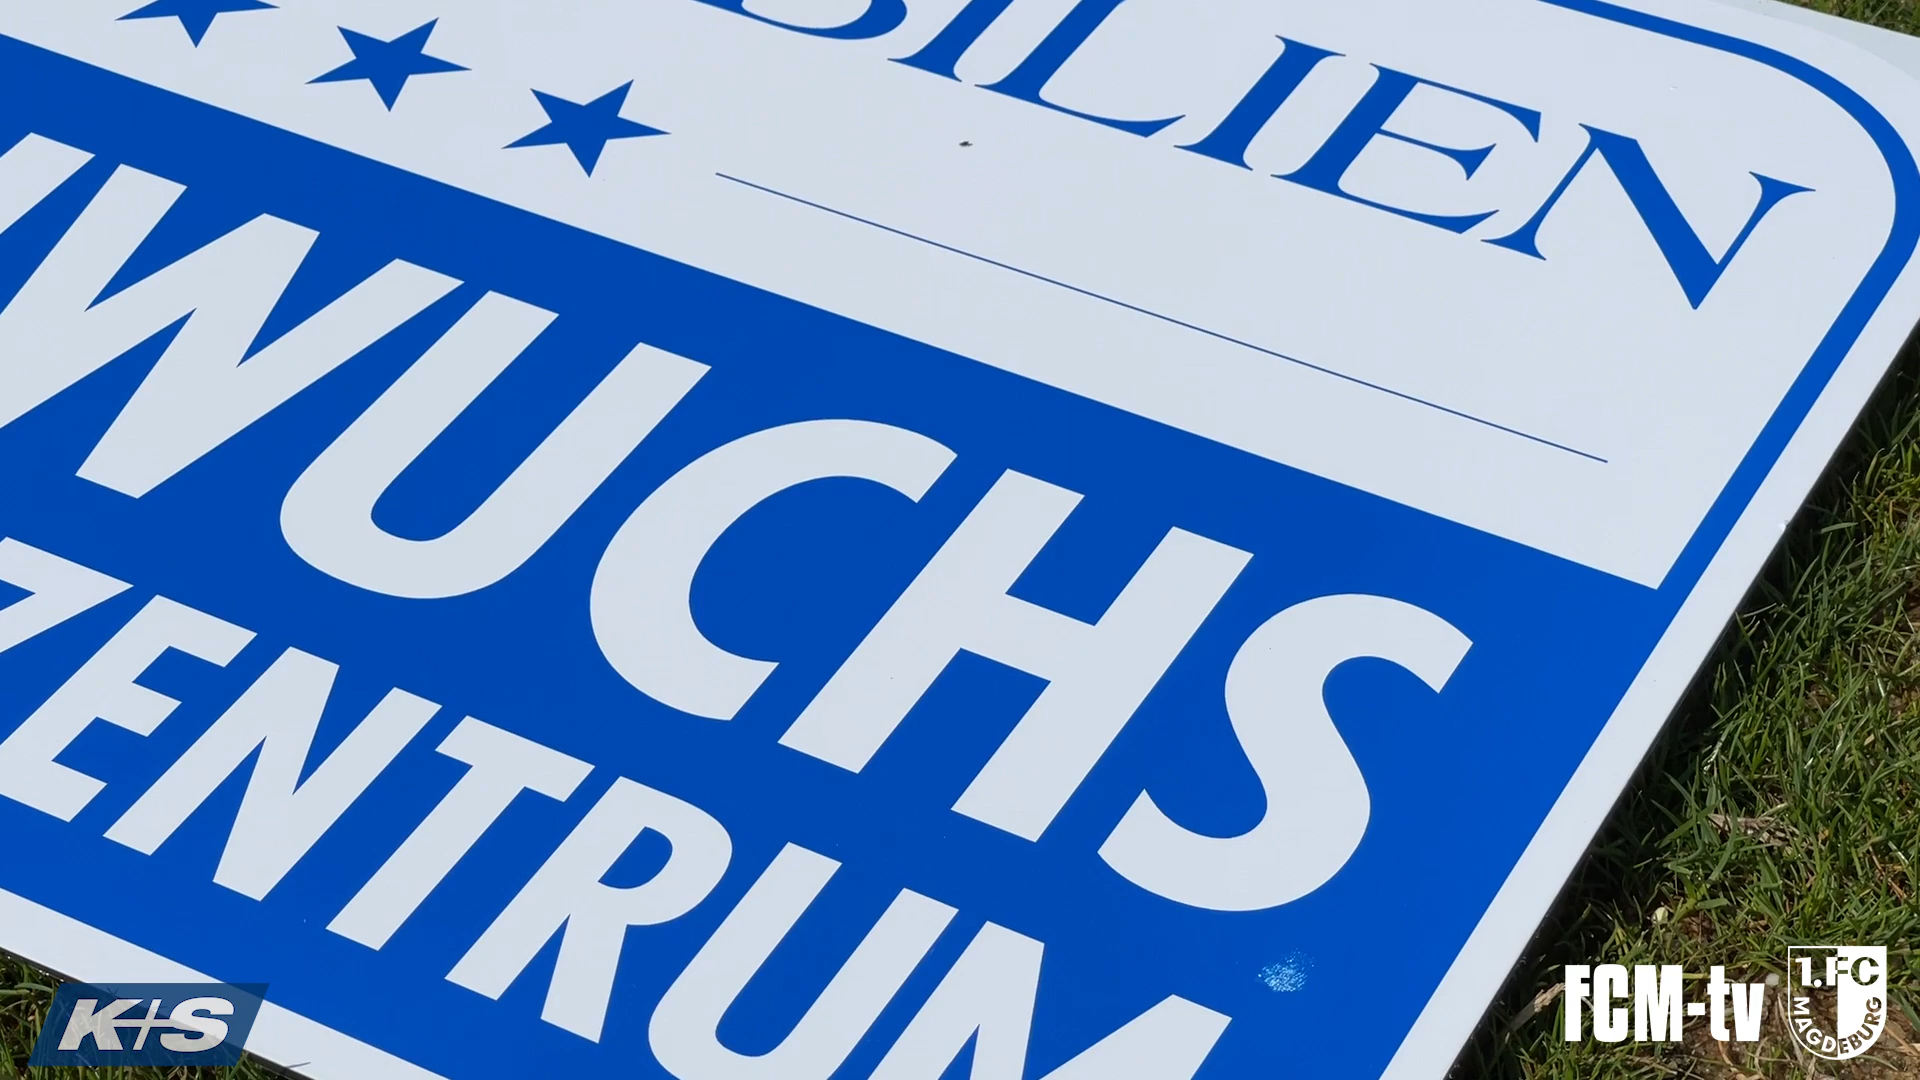 BILIEN
WUCHS
ZENTRUM
K+S
FCM-tv
1.FC
MAGDEBURG